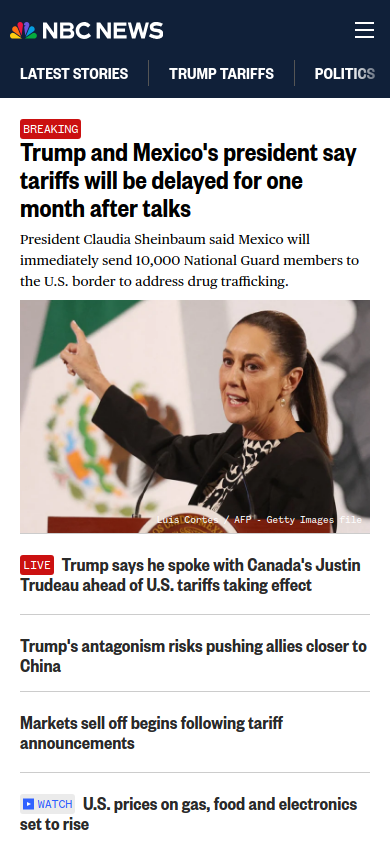 NBC NEWS
LATEST STORIES
TRUMP TARIFFS
POLITICS
BREAKING
Trump and Mexico's president say
tariffs will be delayed for one
month after talks
President Claudia Sheinbaum said Mexico will
immediately send 10,000 National Guard members to
the U.S. border to address drug trafficking.
Luis Cortes / AFP - Getty Images file
LIVE Trump says he spoke with Canada's Justin
Trudeau ahead of U.S. tariffs taking effect
Trump's antagonism risks pushing allies closer to
China
Markets sell off begins following tariff
announcements
WATCH U.S. prices on gas, food and electronics
set to rise